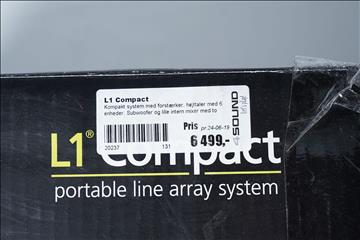 L1 Compact
Kompakt system med forstærker, højttaler med 6
enheder, Subwoofer og lille intern mixer med to
Pris pr.24-06-19
6 499,-
20237 131
4SOUND
L1® Compact
portable line array system